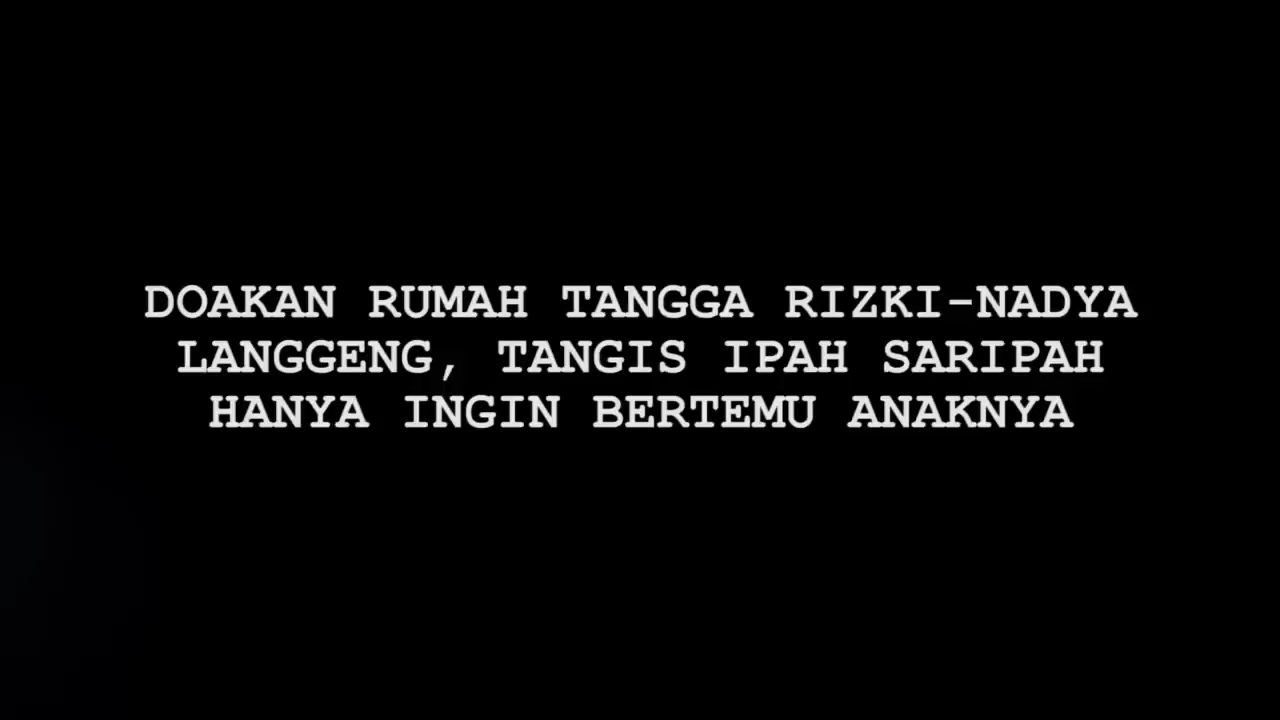 DOAKAN RUMAH TANGGA RIZKI-NADYA
LANGGENG, TANGIS IPAH SARIPAH
HANYA INGIN BERTEMU ANAKNYA